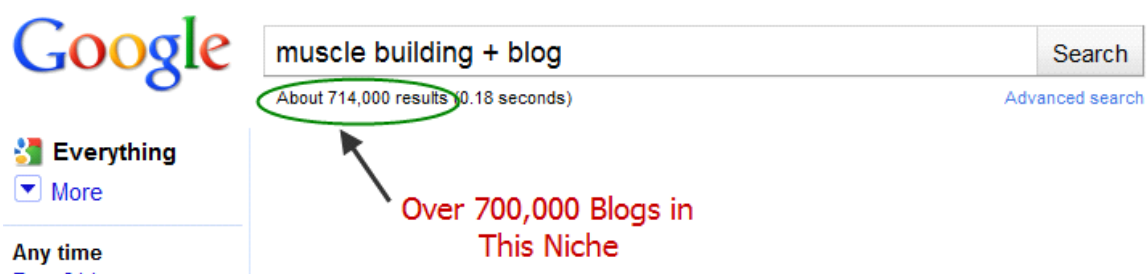 Google
muscle building + blog
Search
About 714,000 results (0.18 seconds)
Advanced search
Everything
More
Over 700,000 Blogs in
This Niche
Any time